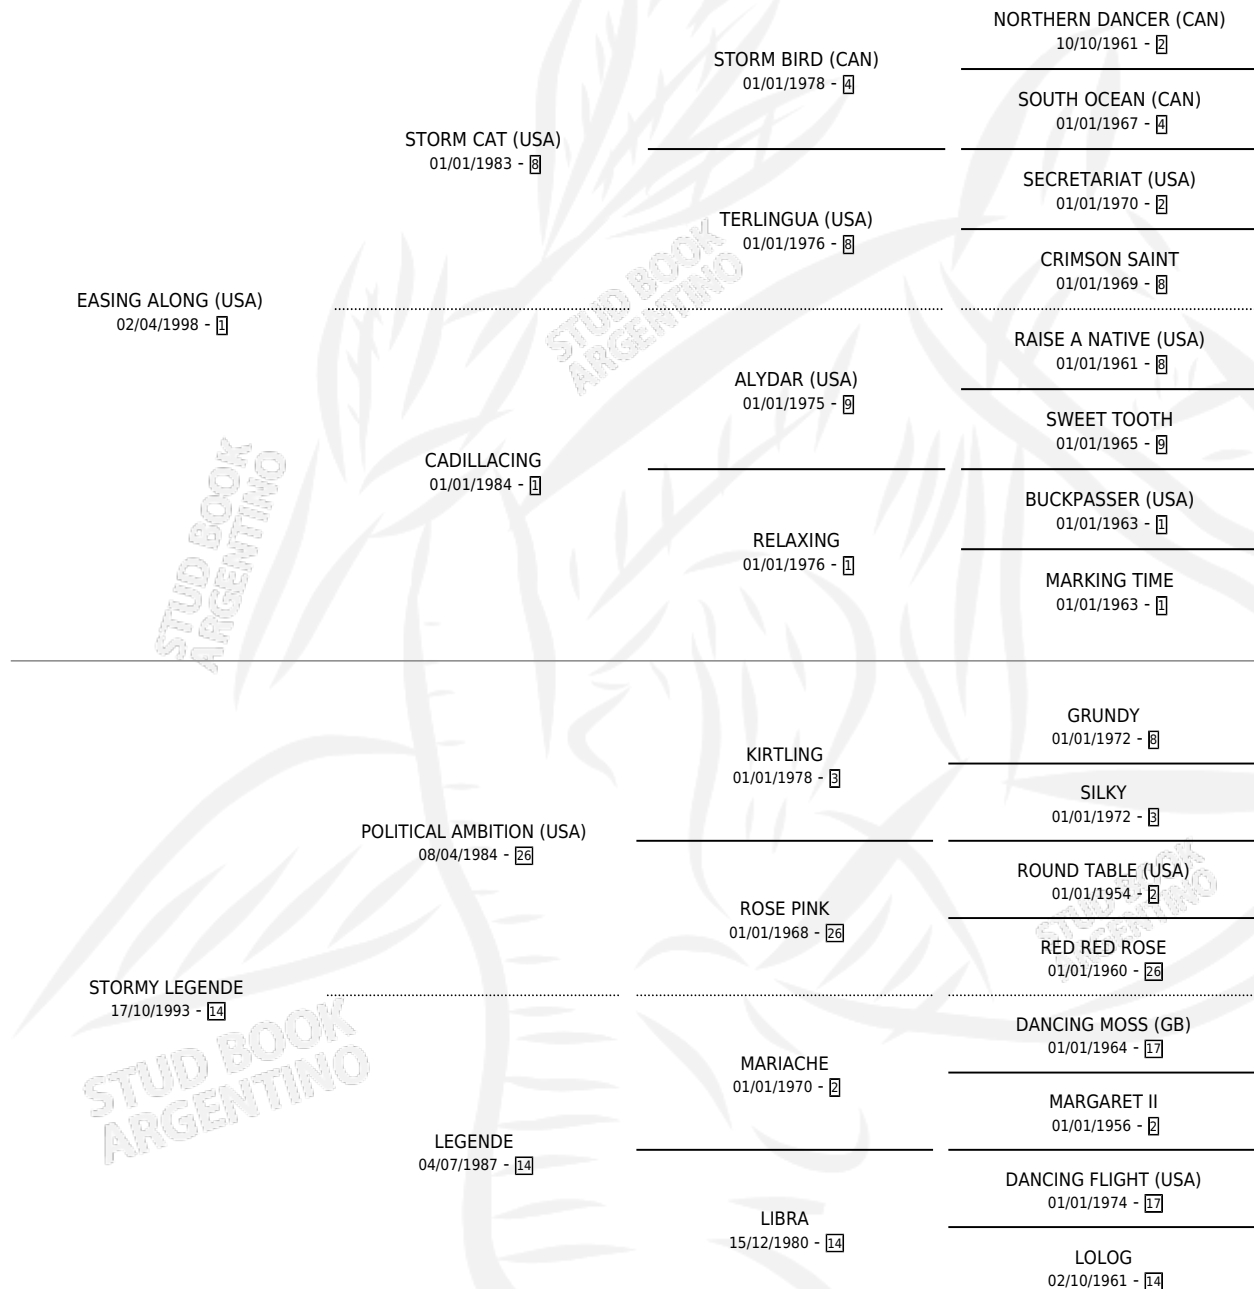 NORTHERN DANCER (CAN)
10/10/1961 - 2
STORM BIRD (CAN)
01/01/1978 - 4
SOUTH OCEAN (CAN)
01/01/1967 - 4
STORM CAT (USA)
01/01/1983 - 8
SECRETARIAT (USA)
01/01/1970 - 2
TERLINGUA (USA)
01/01/1976 - 8
CRIMSON SAINT
01/01/1969 - 8
EASING ALONG (USA)
02/04/1998 - 1
RAISE A NATIVE (USA)
01/01/1961 - 8
ALYDAR (USA)
01/01/1975 - 9
SWEET TOOTH
01/01/1965 - 9
CADILLACING
01/01/1984 - 1
BUCKPASSER (USA)
01/01/1963 - 1
RELAXING
01/01/1976 - 1
MARKING TIME
01/01/1963 - 1
GRUNDY
01/01/1972 - 8
KIRTLING
01/01/1978 - 3
SILKY
01/01/1972 - 3
POLITICAL AMBITION (USA)
08/04/1984 - 26
ROUND TABLE (USA)
01/01/1954 - 2
ROSE PINK
01/01/1968 - 26
RED RED ROSE
01/01/1960 - 26
STORMY LEGENDE
17/10/1993 - 14
DANCING MOSS (GB)
01/01/1964 - 17
MARIACHE
01/01/1970 - 2
MARGARET II
01/01/1956 - 2
LEGENDE
04/07/1987 - 14
DANCING FLIGHT (USA)
01/01/1974 - 17
LIBRA
15/12/1980 - 14
LOLOG
02/10/1961 - 14
STUD BOOK
ARGENTINO
STUD BOOK
ARGENTINO
STUD BOOK
ARGENTINO
STUD BOOK
ARGENTINO